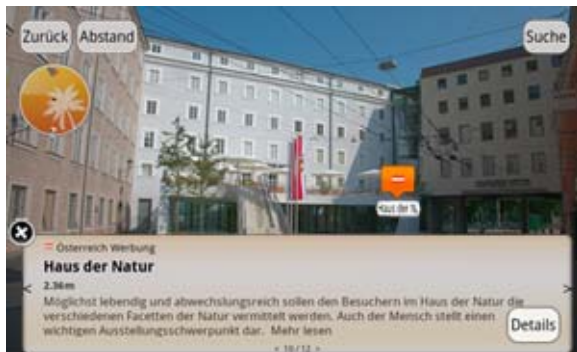 Zurück
Abstand
Suche
Haus der N.
Österreich Werbung
Haus der Natur
2.36m
Möglichst lebendig und abwechslungsreich sollen den Besuchern im Haus der Natur die
verschiedenen Facetten der Natur vermittelt werden. Auch der Mensch stellt einen
wichtigen Ausstellungsschwerpunkt dar. Mehr lesen
Details
10/12